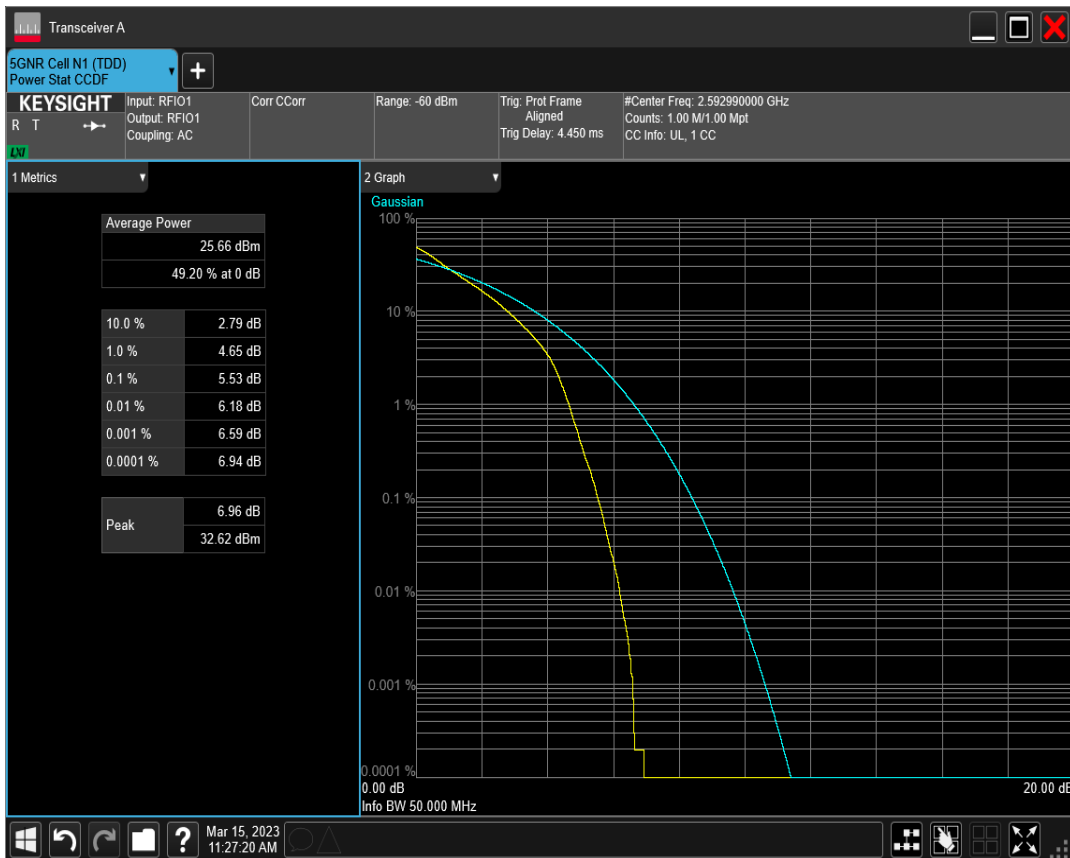 Transceiver A
5GNR Cell N1 (TDD)
Power Stat CCDF
+
KEYSIGHT
R T
LXI
Input: RFIO1
Output: RFIO1
Coupling: AC
Corr CCorr
Range: -60 dBm
Trig: Prot Frame
Aligned
Trig Delay: 4.450 ms
#Center Freq: 2.592990000 GHz
Counts: 1.00 M/1.00 Mpt
CC Info: UL, 1 CC
1 Metrics
Average Power
25.66 dBm
49.20 % at 0 dB
10.0 % 2.79 dB
1.0 % 4.65 dB
0.1 % 5.53 dB
0.01 % 6.18 dB
0.001 % 6.59 dB
0.0001 % 6.94 dB
Peak 6.96 dB
32.62 dBm
2 Graph
Gaussian
100 %
10 %
1 %
0.1 %
0.01 %
0.001 %
0.0001 %
0.00 dB 20.00 dB
Info BW 50.000 MHz
?
Mar 15, 2023
11:27:20 AM